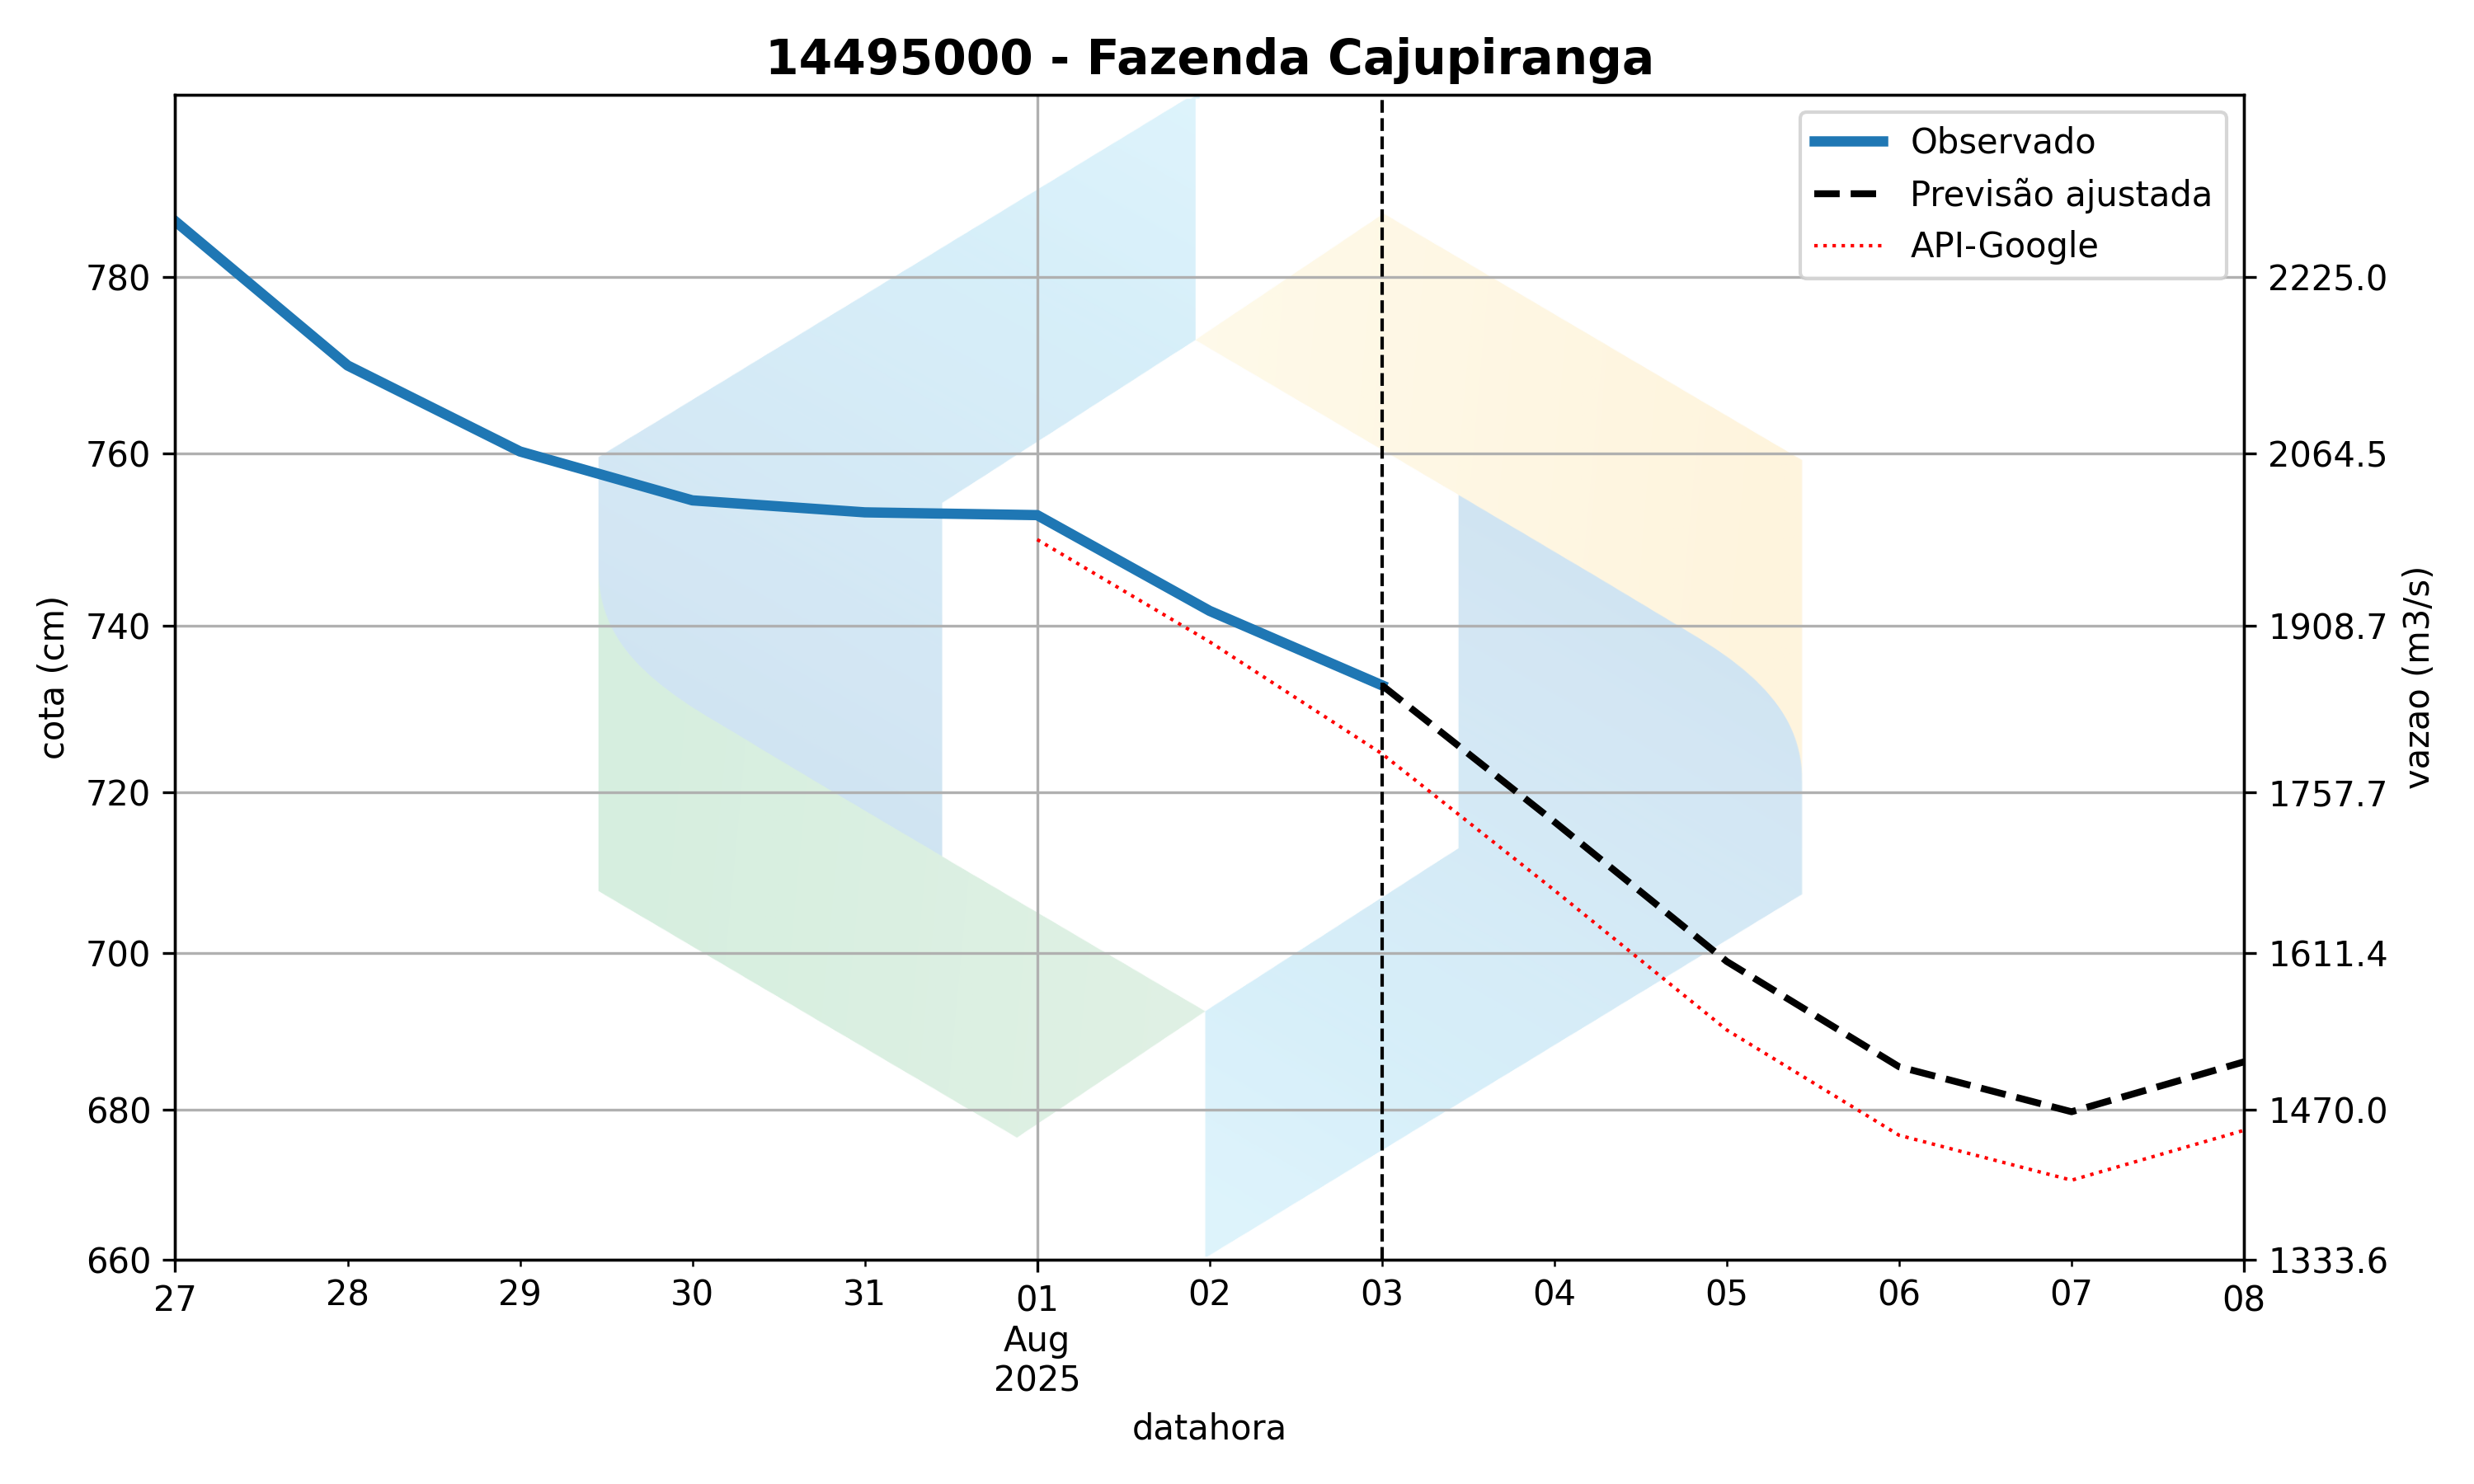 14495000 - Fazenda Cajupiranga
Observado
Previsão ajustada
API-Google
780
760
740
720
700
680
660
cota (cm)
2225.0
2064.5
1908.7
1757.7
1611.4
1470.0
1333.6
vazao (m3/s)
27 28 29 30 31 01 02 03 04 05 06 07 08
Aug
2025
datahora